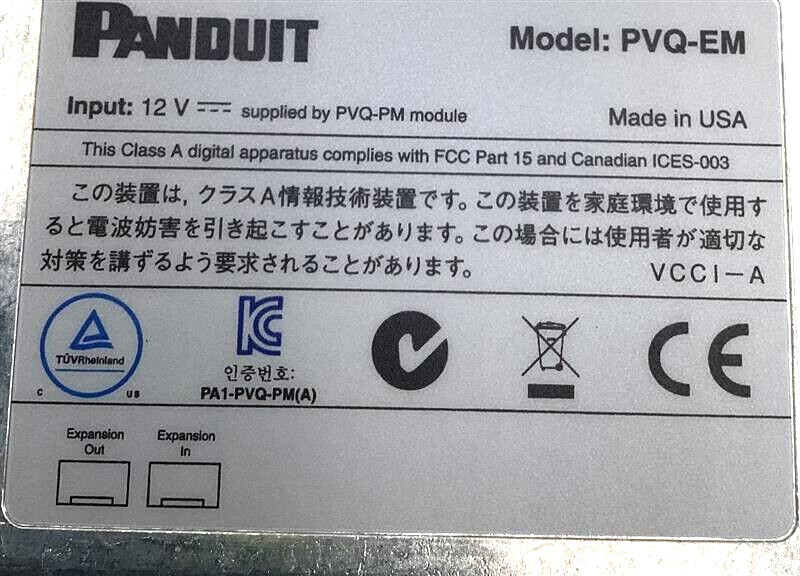 PANDUIT
Model: PVQ-EM
Input: 12 V ⎓ supplied by PVQ-PM module
Made in USA
This Class A digital apparatus complies with FCC Part 15 and Canadian ICES-003
この装置は, クラスA情報技術装置です。この装置を家庭環境で使用す
ると電波妨害を引き起こすことがあります。この場合には使用者が適切な
対策を講ずるよう要求されることがあります。
VCCI-A
TÜVRheinland
C US
인증번호:
PA1-PVQ-PM(A)
CE
Expansion
Out
Expansion
In